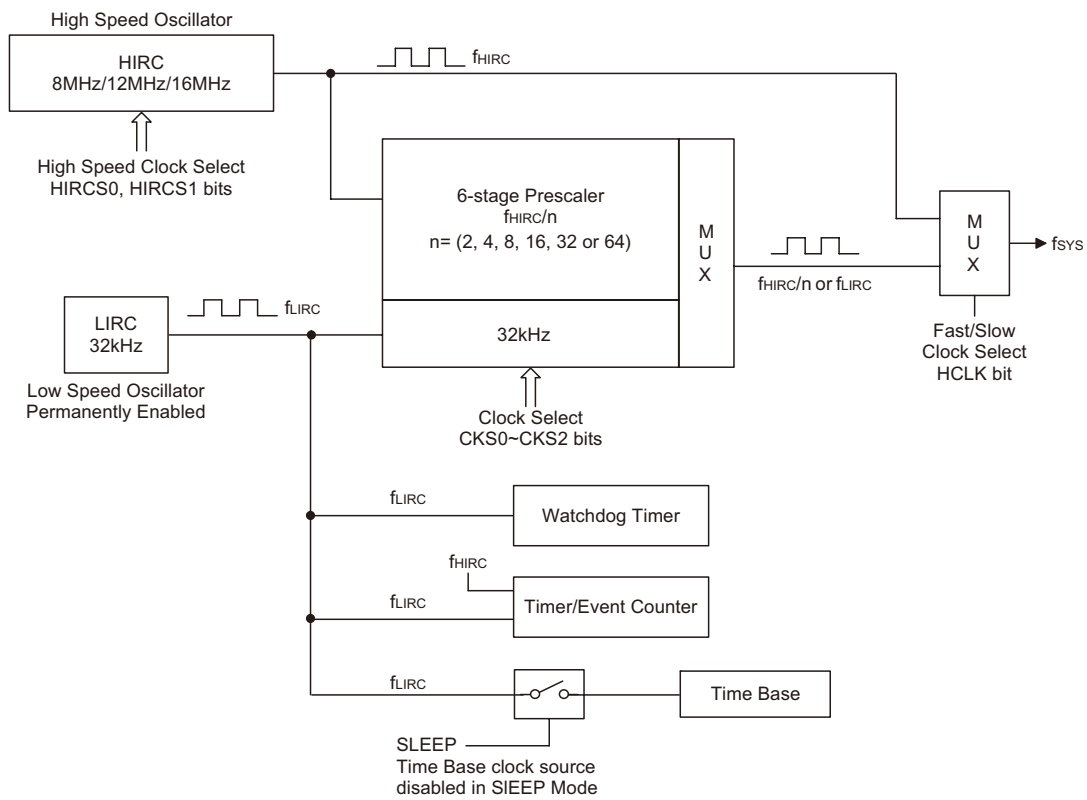 High Speed Oscillator
HIRC
8MHz/12MHz/16MHz
fHIRC
High Speed Clock Select
HIRCS0, HIRCS1 bits
6-stage Prescaler
fHIRC/n
n= (2, 4, 8, 16, 32 or 64)
M
U
X
M
U
X
fSYS
fHIRC/n or fLIRC
fLIRC
LIRC
32kHz
32kHz
Fast/Slow
Clock Select
HCLK bit
Low Speed Oscillator
Permanently Enabled
Clock Select
CKS0~CKS2 bits
fLIRC
Watchdog Timer
fHIRC
fLIRC
Timer/Event Counter
fLIRC
Time Base
SLEEP
Time Base clock source
disabled in SlEEP Mode